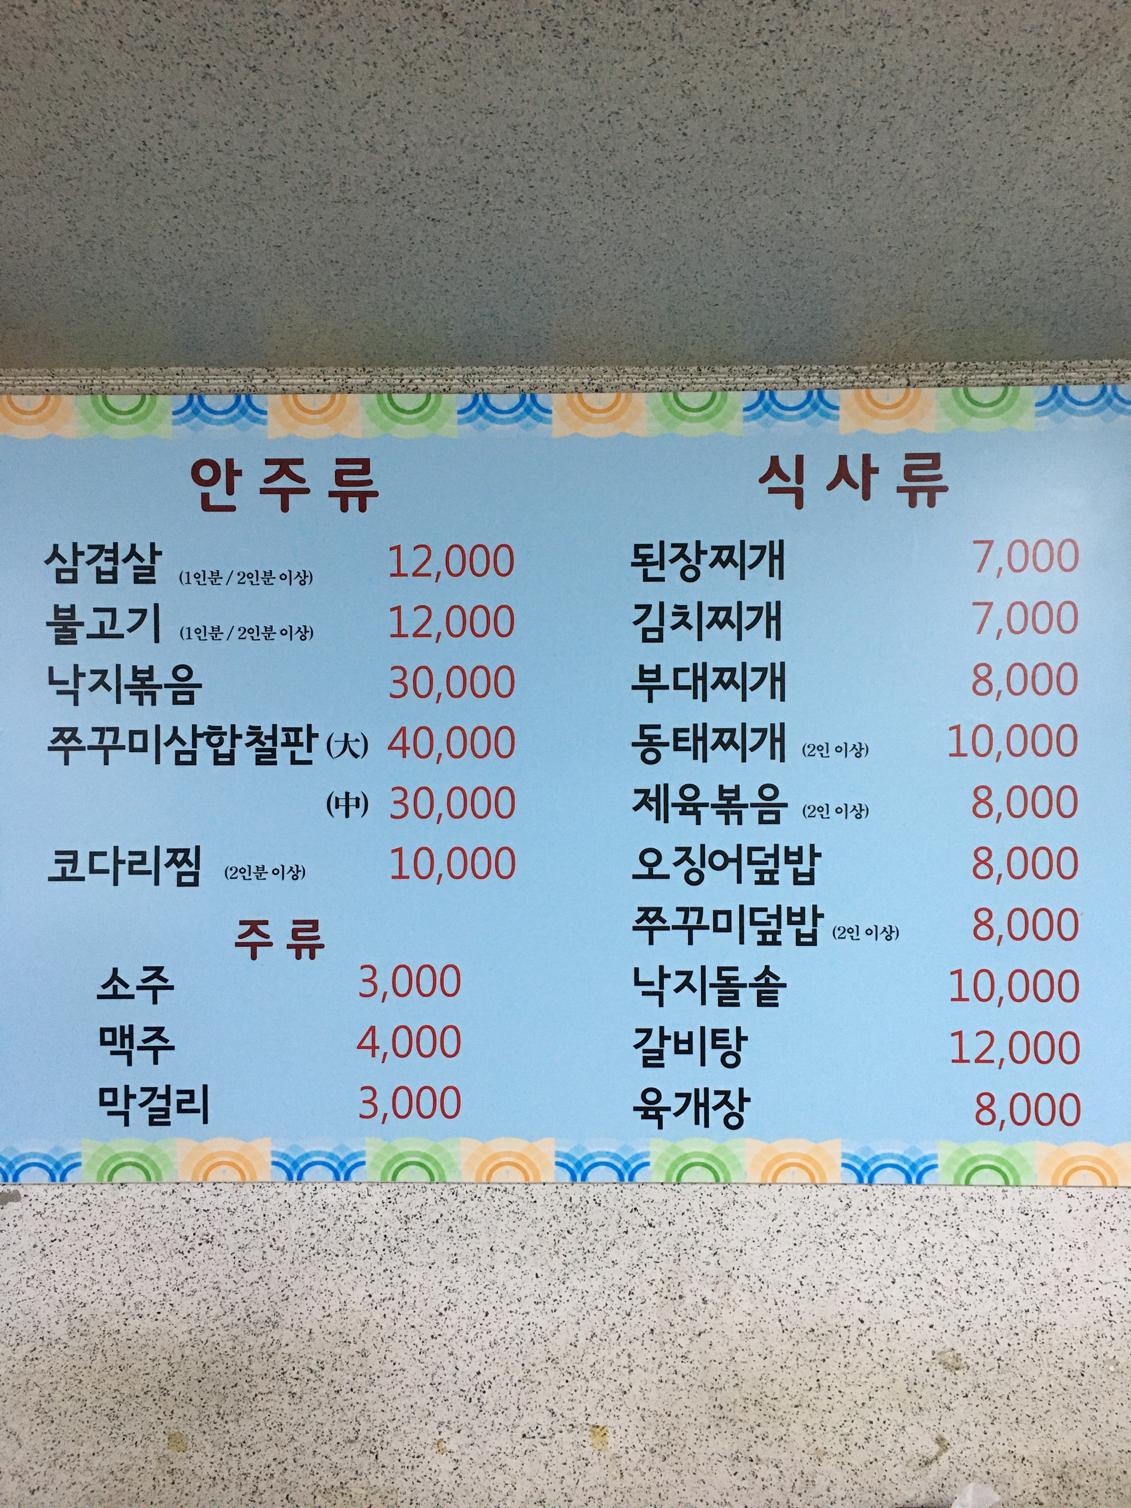 안주류
삼겹살 (1인분 / 2인분 이상) 12,000
불고기 (1인분 / 2인분 이상) 12,000
낙지볶음 30,000
쭈꾸미삼합철판 (大) 40,000
(中) 30,000
코다리찜 (2인분 이상) 10,000
주류
소주 3,000
맥주 4,000
막걸리 3,000
식사류
된장찌개 7,000
김치찌개 7,000
부대찌개 8,000
동태찌개 (2인 이상) 10,000
제육볶음 (2인 이상) 8,000
오징어덮밥 8,000
쭈꾸미덮밥 (2인 이상) 8,000
낙지돌솥 10,000
갈비탕 12,000
육개장 8,000